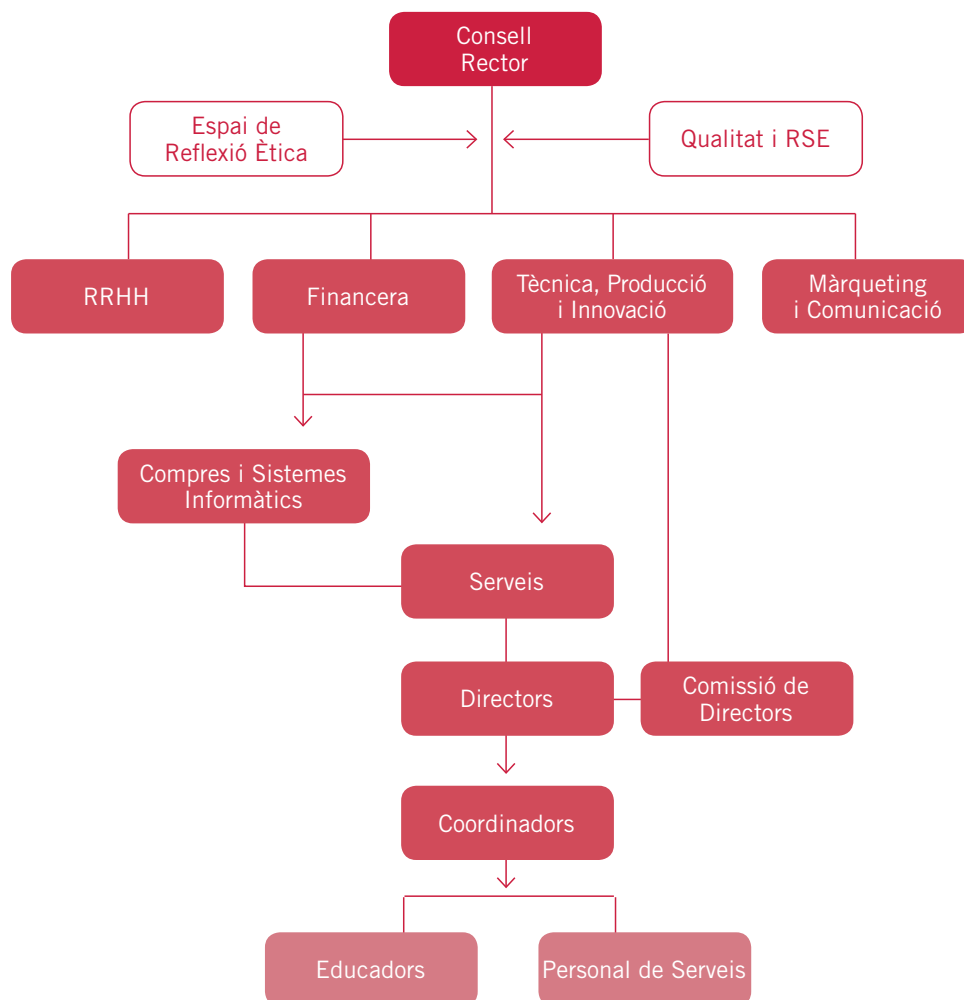 Consell
Rector
Espai de
Reflexió Ètica
Qualitat i RSE
RRHH
Financera
Tècnica, Producció
i Innovació
Màrqueting
i Comunicació
Compres i Sistemes
Informàtics
Serveis
Directors
Comissió de
Directors
Coordinadors
Educadors
Personal de Serveis